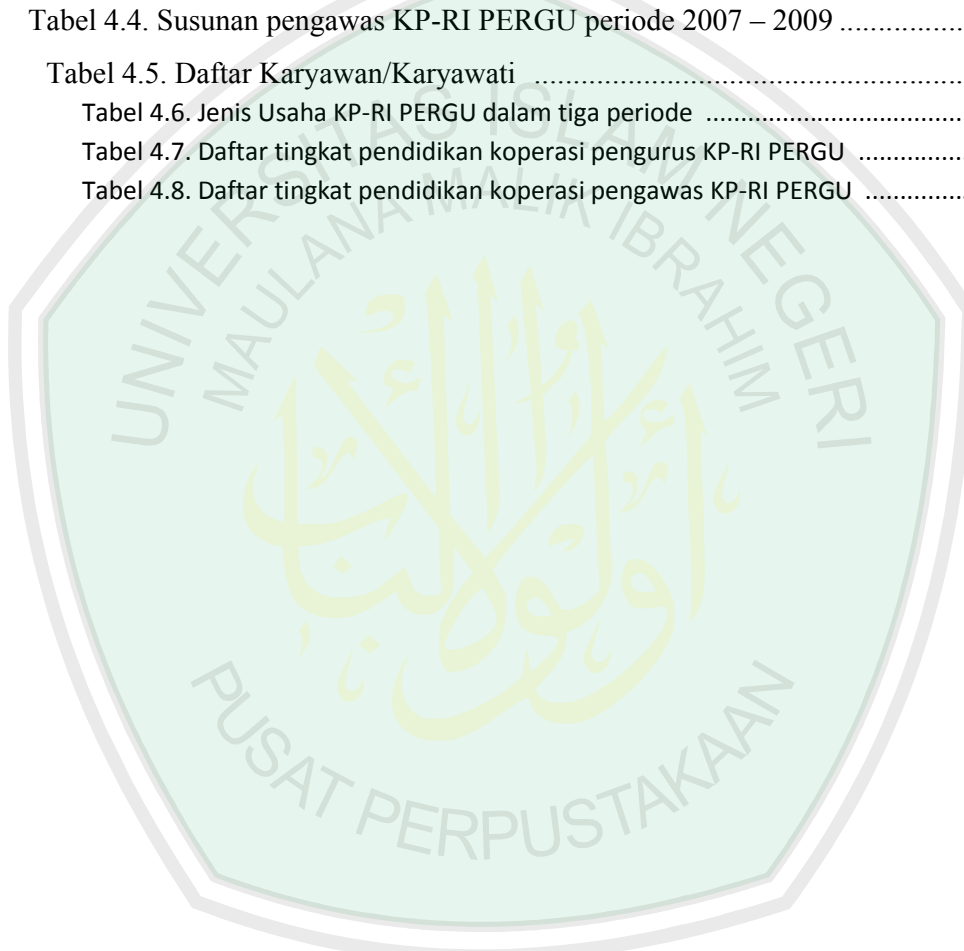 Tabel 4.4. Susunan pengawas KP-RI PERGU periode 2007 – 2009 ................
Tabel 4.5. Daftar Karyawan/Karyawati ..............................................................
Tabel 4.6. Jenis Usaha KP-RI PERGU dalam tiga periode ......................................
Tabel 4.7. Daftar tingkat pendidikan koperasi pengurus KP-RI PERGU ................
Tabel 4.8. Daftar tingkat pendidikan koperasi pengawas KP-RI PERGU ...............
UNIVERSITAS ISLAM NEGERI
MAULANA MALIK IBRAHIM
PUSAT PERPUSTAKAAN